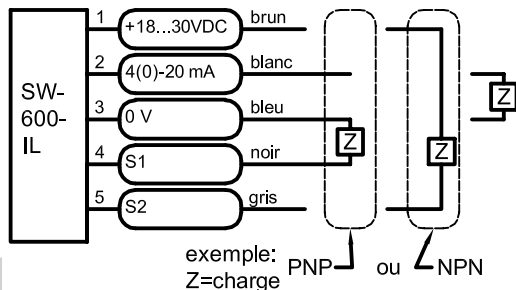 SW-
600-
IL
1 +18...30VDC brun
2 4(0)-20 mA blanc
3 0 V bleu
4 S1 noir
5 S2 gris
Z
Z
Z
exemple:
Z=charge
PNP ou NPN